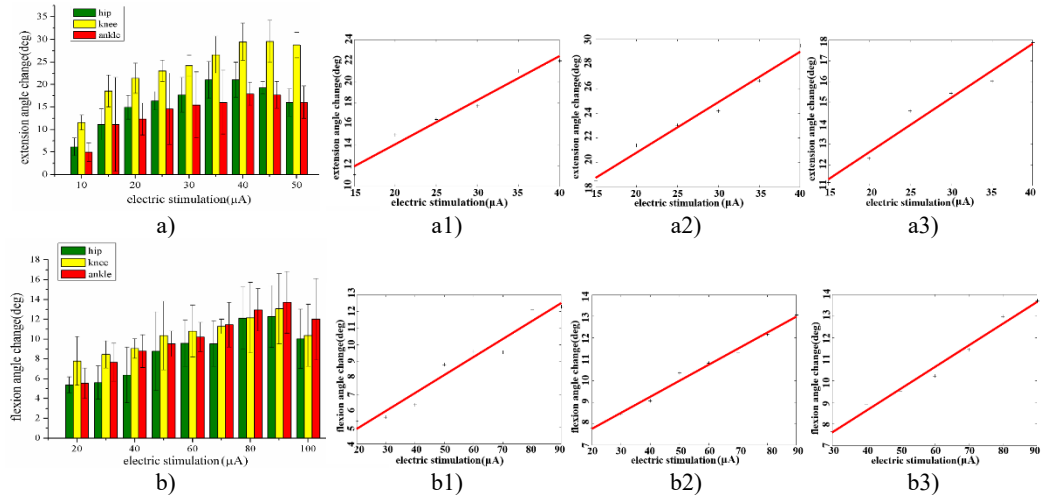 hip
knee
ankle
35
30
25
20
15
10
5
0
extension angle change(deg)
10 20 30 40 50
electric stimulation(μA)
a)
24
22
20
18
16
14
12
10
extension angle change(deg)
15 20 25 30 35 40
electric stimulation(μA)
a1)
30
28
26
24
22
20
18
extension angle change(deg)
15 20 25 30 35 40
electric stimulation(μA)
a2)
18
17
16
15
14
13
12
11
extension angle change(deg)
15 20 25 30 35 40
electric stimulation(μA)
a3)
hip
knee
ankle
18
16
14
12
10
8
6
4
2
0
flexion angle change(deg)
20 40 60 80 100
electric stimulation(μA)
b)
13
12
11
10
9
8
7
6
5
4
flexion angle change(deg)
20 30 40 50 60 70 80 90
electric stimulation(μA)
b1)
14
13
12
11
10
9
8
7
flexion angle change(deg)
20 30 40 50 60 70 80 90
electric stimulation(μA)
b2)
14
13
12
11
10
9
8
7
flexion angle change(deg)
30 40 50 60 70 80 90
electric stimulation(μA)
b3)